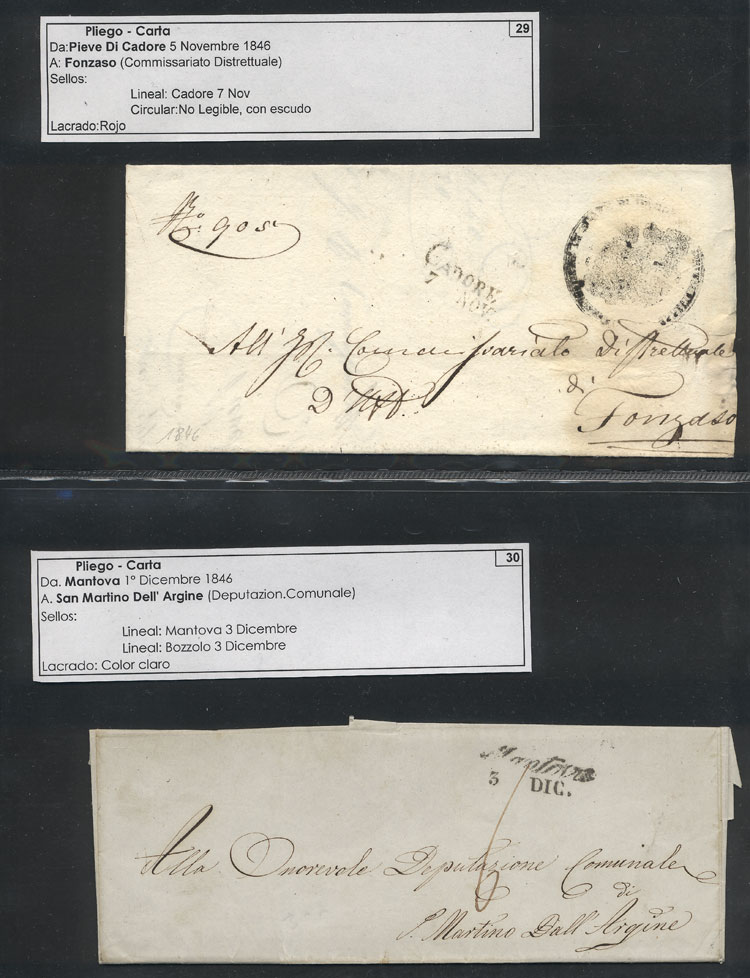 Pliego - Carta
29
Da:Pieve Di Cadore 5 Novembre 1846
A: Fonzaso (Commissariato Distrettuale)
Sellos:
Lineal: Cadore 7 Nov
Circular:No Legible, con escudo
Lacrado:Rojo
No. 905
CADORE
7 NOV
All' Commissariato Distrettuale
di
Fonzaso
1846
Pliego - Carta
30
Da. Mantova 1º Dicembre 1846
A. San Martino Dell' Argine (Deputazion.Comunale)
Sellos:
Lineal: Mantova 3 Dicembre
Lineal: Bozzolo 3 Dicembre
Lacrado: Color claro
Mantova
3 DIC.
Alla Onorevole Deputazione Comunale
di
S. Martino Dall' Argine